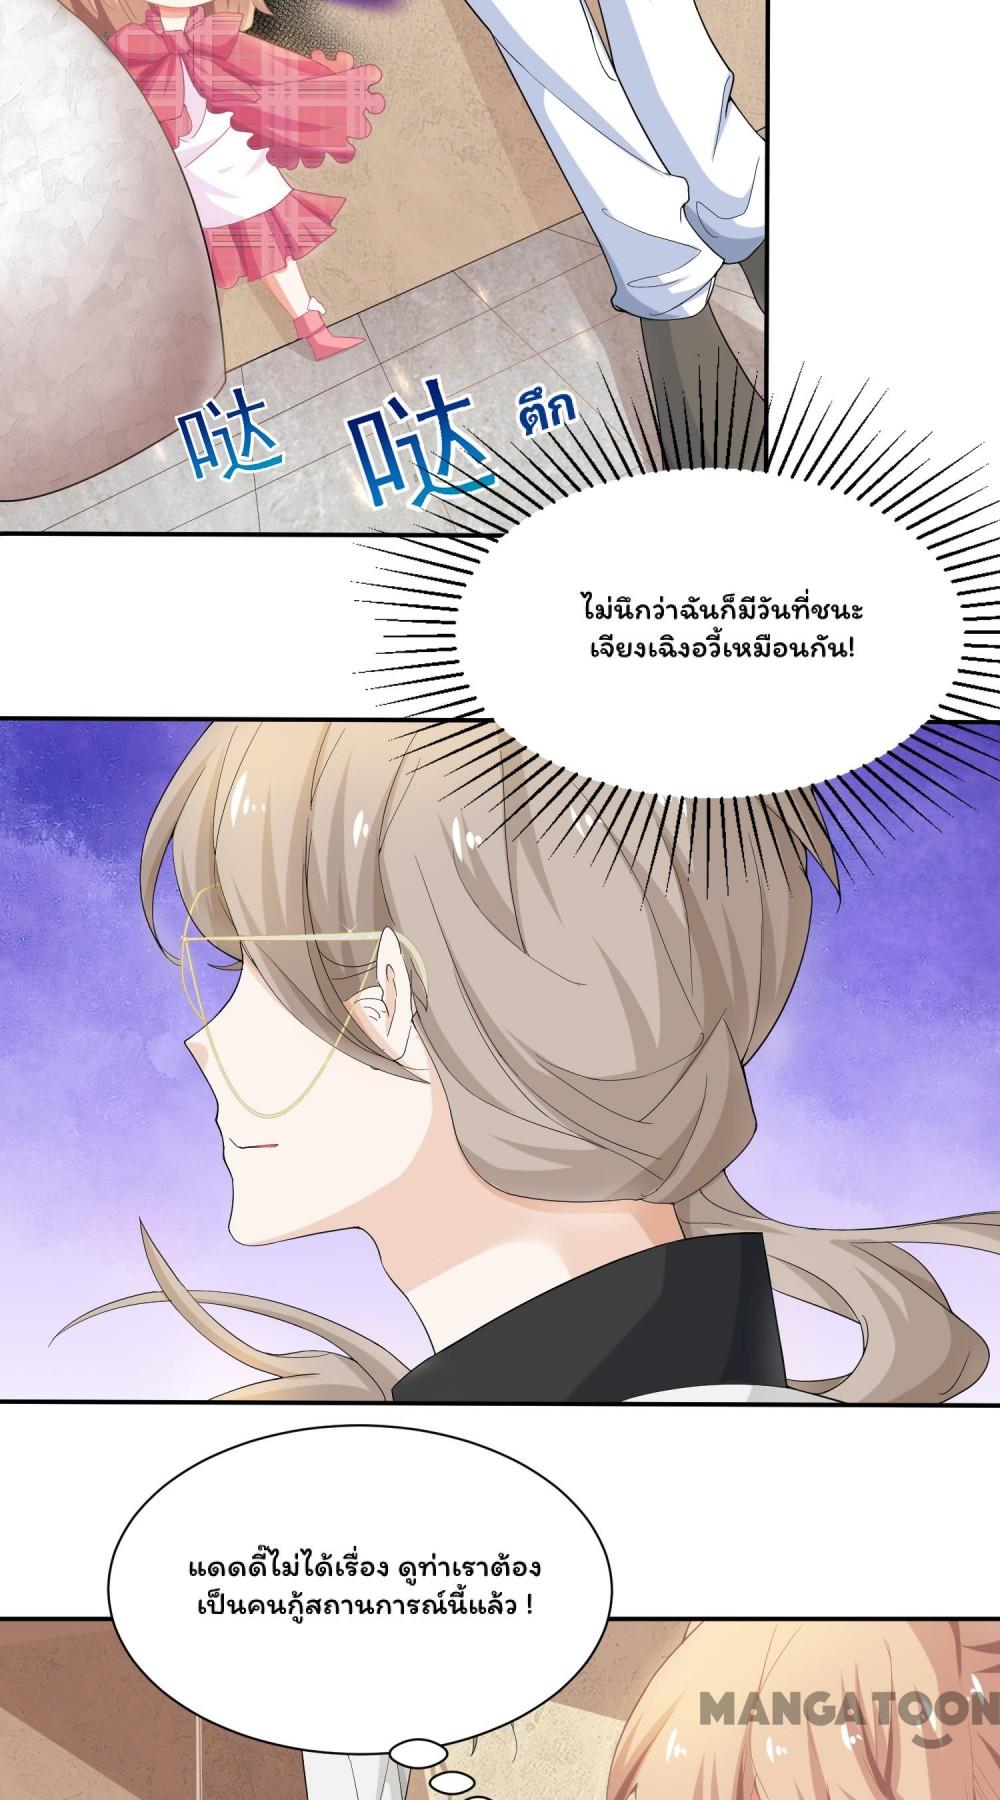 哒
哒
ตึก
ไม่นึกว่าฉันก็มีวันที่ชนะ
เจียงเฉิงอวี้เหมือนกัน!
แดดดี๊ไม่ได้เรื่อง ดูท่าเราต้อง
เป็นคนกู้สถานการณ์นี้แล้ว !
MANGATOON